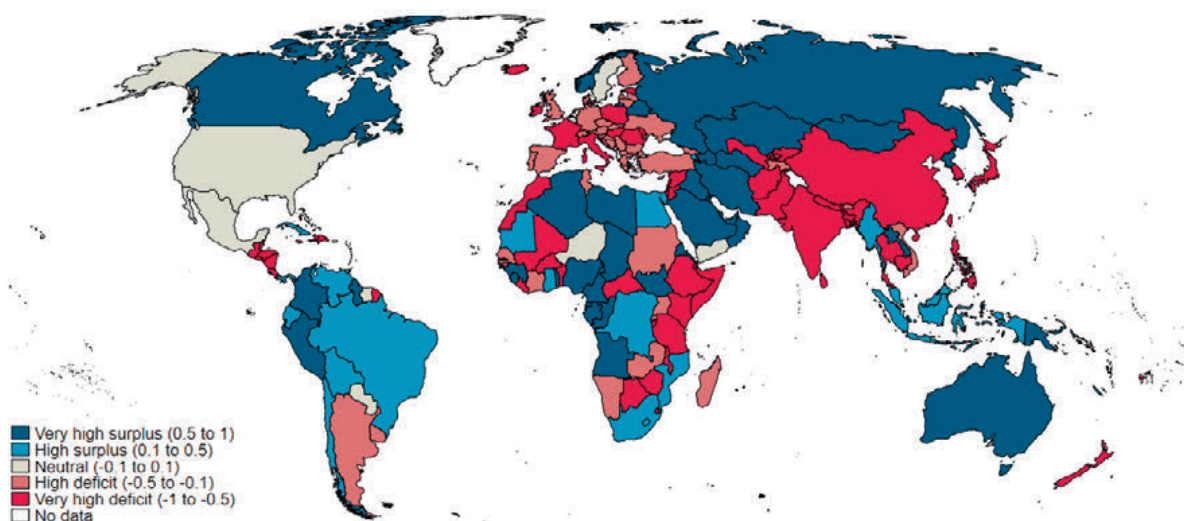 Very high surplus (0.5 to 1)
High surplus (0.1 to 0.5)
Neutral (-0.1 to 0.1)
High deficit (-0.5 to -0.1)
Very high deficit (-1 to -0.5)
No data